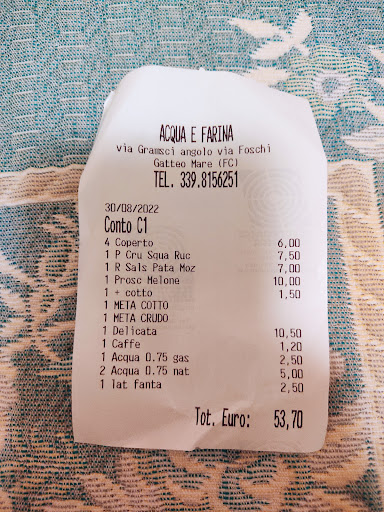 ACQUA E FARINA
via Gramsci angolo via Foschi
Gatteo Mare (FC)
TEL. 339.8156251
30/08/2022
Conto C1
4 Coperto 6,00
1 P Cru Squa Ruc 7,50
1 R Sals Pata Moz 7,00
1 Prosc Melone 10,00
1 + cotto 1,50
1 META COTTO
1 META CRUDO
1 Delicata 10,50
1 Caffe 1,20
1 Acqua 0.75 gas 2,50
2 Acqua 0.75 nat 5,00
1 lat fanta 2,50
Tot. Euro: 53,70